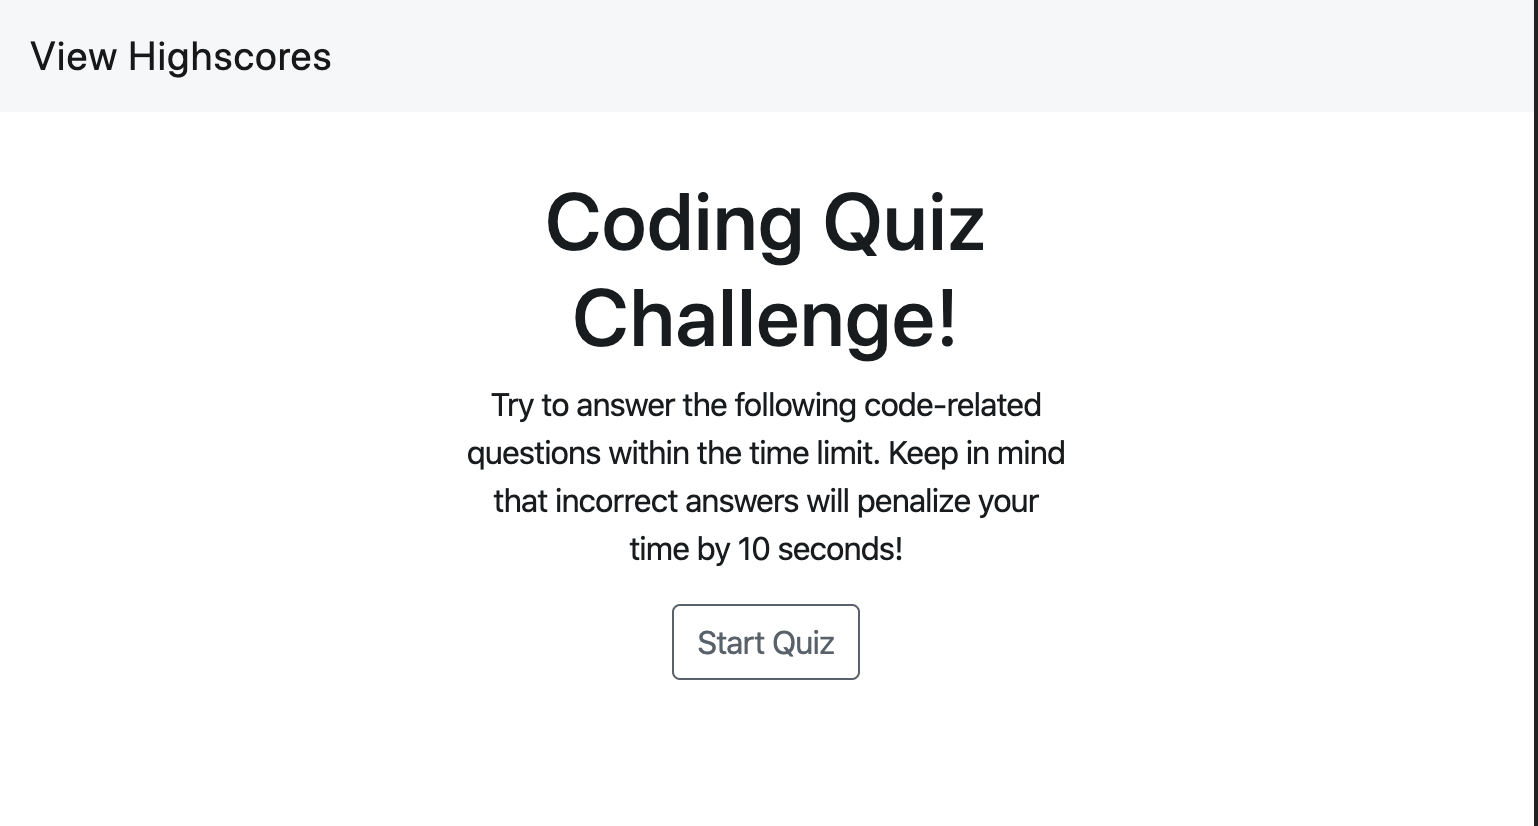 View Highscores
Coding Quiz
Challenge!
Try to answer the following code-related
questions within the time limit. Keep in mind
that incorrect answers will penalize your
time by 10 seconds!
Start Quiz